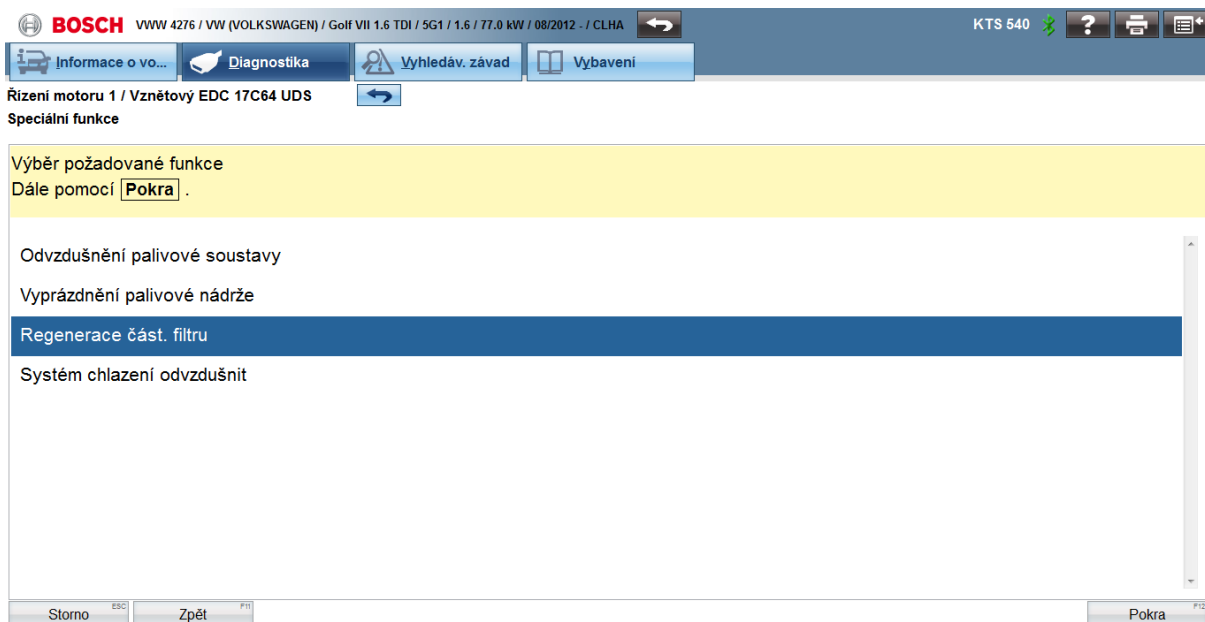 BOSCH VWW 4276 / VW (VOLKSWAGEN) / Golf VII 1.6 TDI / 5G1 / 1.6 / 77.0 kW / 08/2012 - / CLHA KTS 540 ?
Informace o vo... Diagnostika Vyhledáv. závad Vybavení
Řízení motoru 1 / Vznětový EDC 17C64 UDS
Speciální funkce
Výběr požadované funkce
Dále pomocí Pokra .
Odvzdušnění palivové soustavy
Vyprázdnění palivové nádrže
Regenerace část. filtru
Systém chlazení odvzdušnit
Storno ESC Zpět F11 Pokra F12